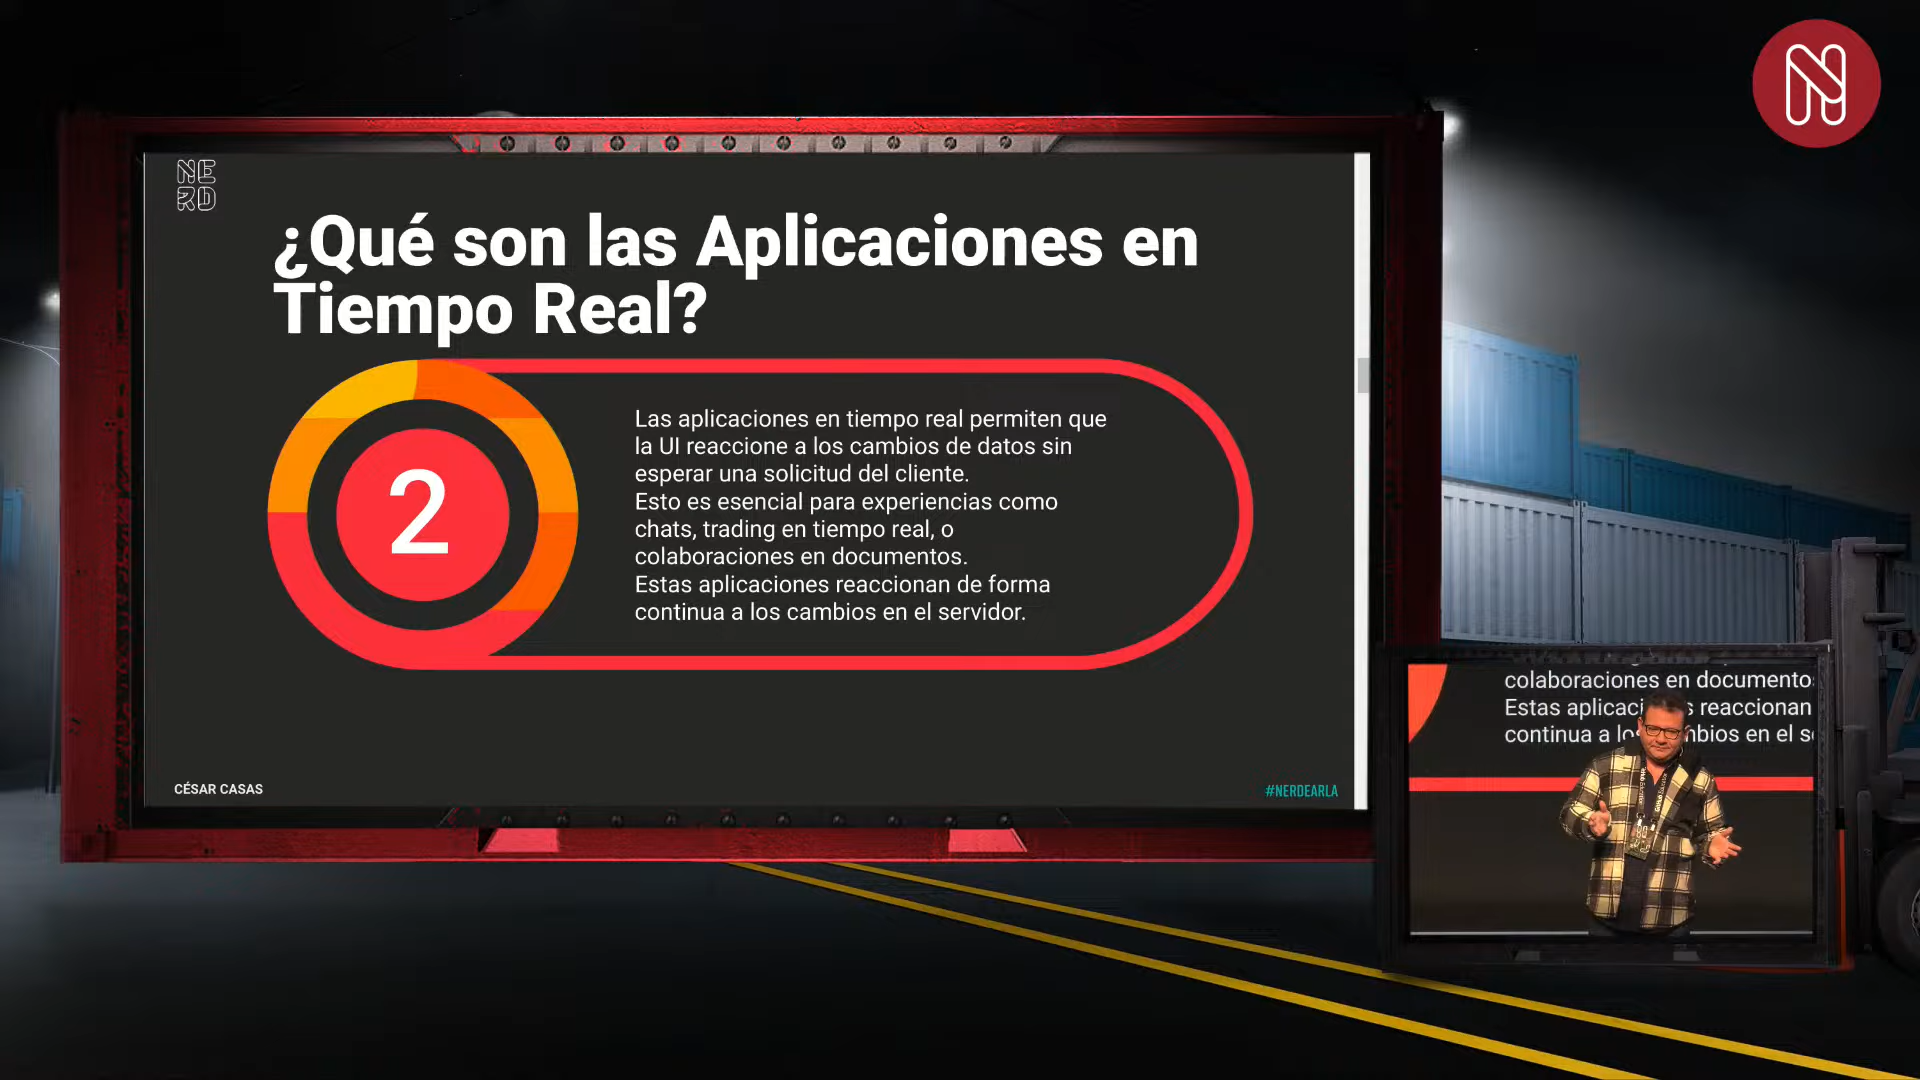 NE
RD
¿Qué son las Aplicaciones en
Tiempo Real?
2
Las aplicaciones en tiempo real permiten que
la UI reaccione a los cambios de datos sin
esperar una solicitud del cliente.
Esto es esencial para experiencias como
chats, trading en tiempo real, o
colaboraciones en documentos.
Estas aplicaciones reaccionan de forma
continua a los cambios en el servidor.
CÉSAR CASAS
#NERDEARLA
N
colaboraciones en documento
Estas aplicaci s reaccionan
continua a lo mbios en el s